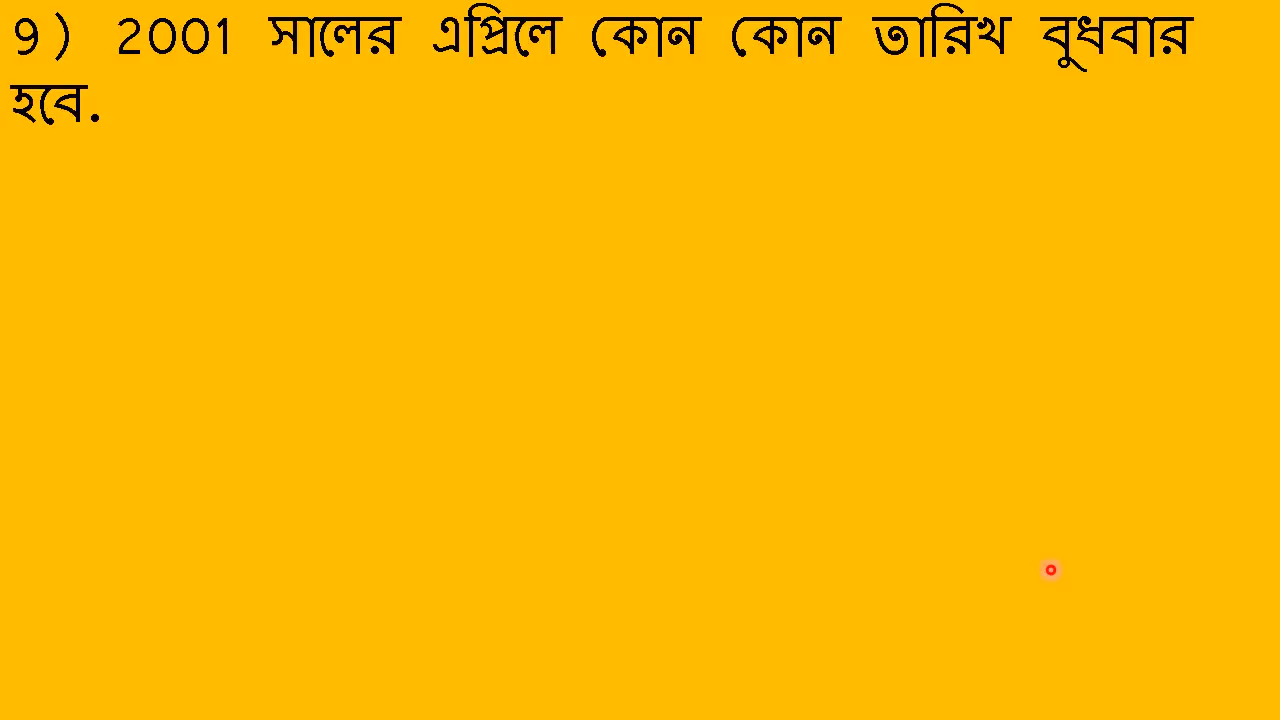 9) 2001 সালের এপ্রিলে কোন কোন তারিখ বুধবার
হবে.